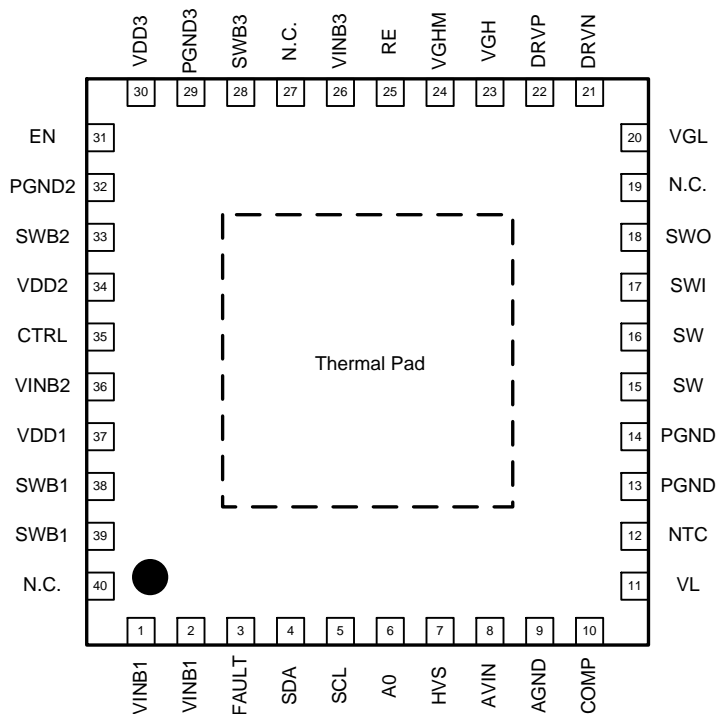 VDD3
PGND3
SWB3
N.C.
VINB3
RE
VGHM
VGH
DRVP
DRVN
30
29
28
27
26
25
24
23
22
21
EN 31
PGND2 32
SWB2 33
VDD2 34
CTRL 35
VINB2 36
VDD1 37
SWB1 38
SWB1 39
N.C. 40
Thermal Pad
20 VGL
19 N.C.
18 SWO
17 SWI
16 SW
15 SW
14 PGND
13 PGND
12 NTC
11 VL
1
2
3
4
5
6
7
8
9
10
VINB1
VINB1
FAULT
SDA
SCL
A0
HVS
AVIN
AGND
COMP